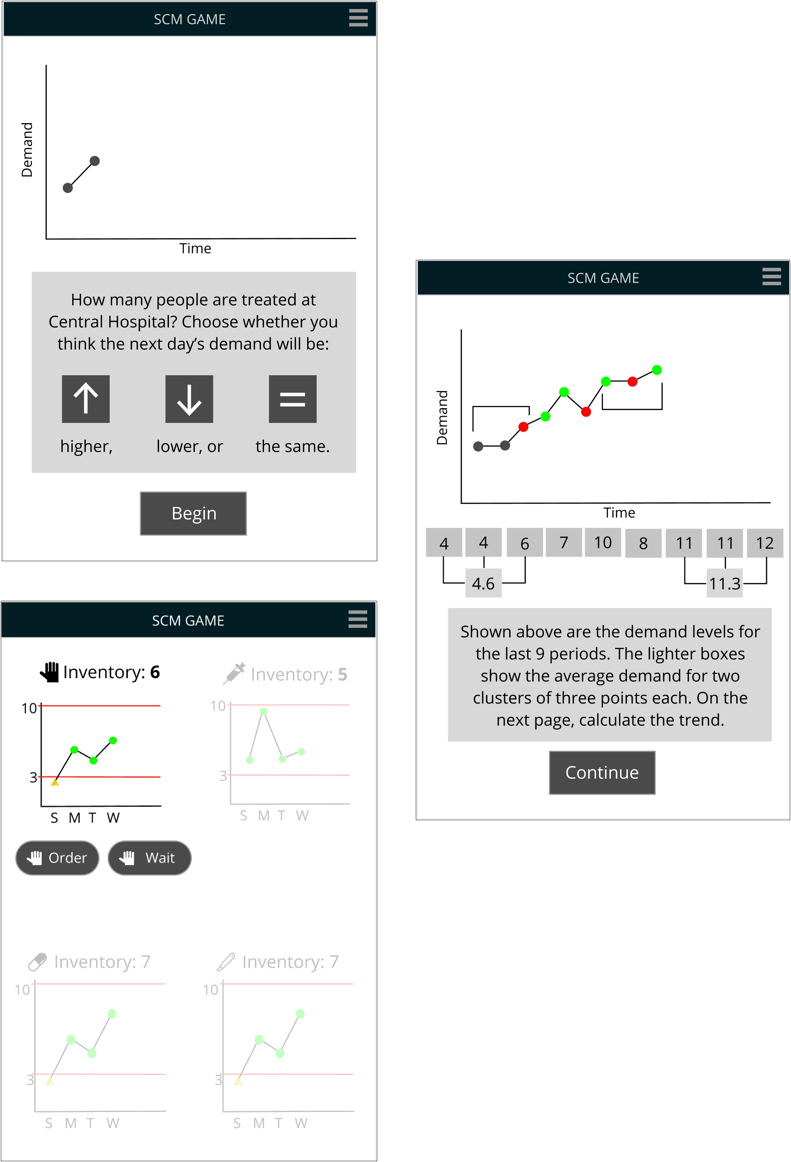 SCM GAME
Demand
Time
How many people are treated at
Central Hospital? Choose whether you
think the next day's demand will be:
higher, lower, or the same.
Begin
SCM GAME
Demand
Time
4 4 6 7 10 8 11 11 12
4.6 11.3
Shown above are the demand levels for
the last 9 periods. The lighter boxes
show the average demand for two
clusters of three points each. On the
next page, calculate the trend.
Continue
SCM GAME
Inventory: 6
10
3
S M T W
Order Wait
Inventory: 5
10
3
S M T W
Inventory: 7
10
3
S M T W
Inventory: 7
10
3
S M T W